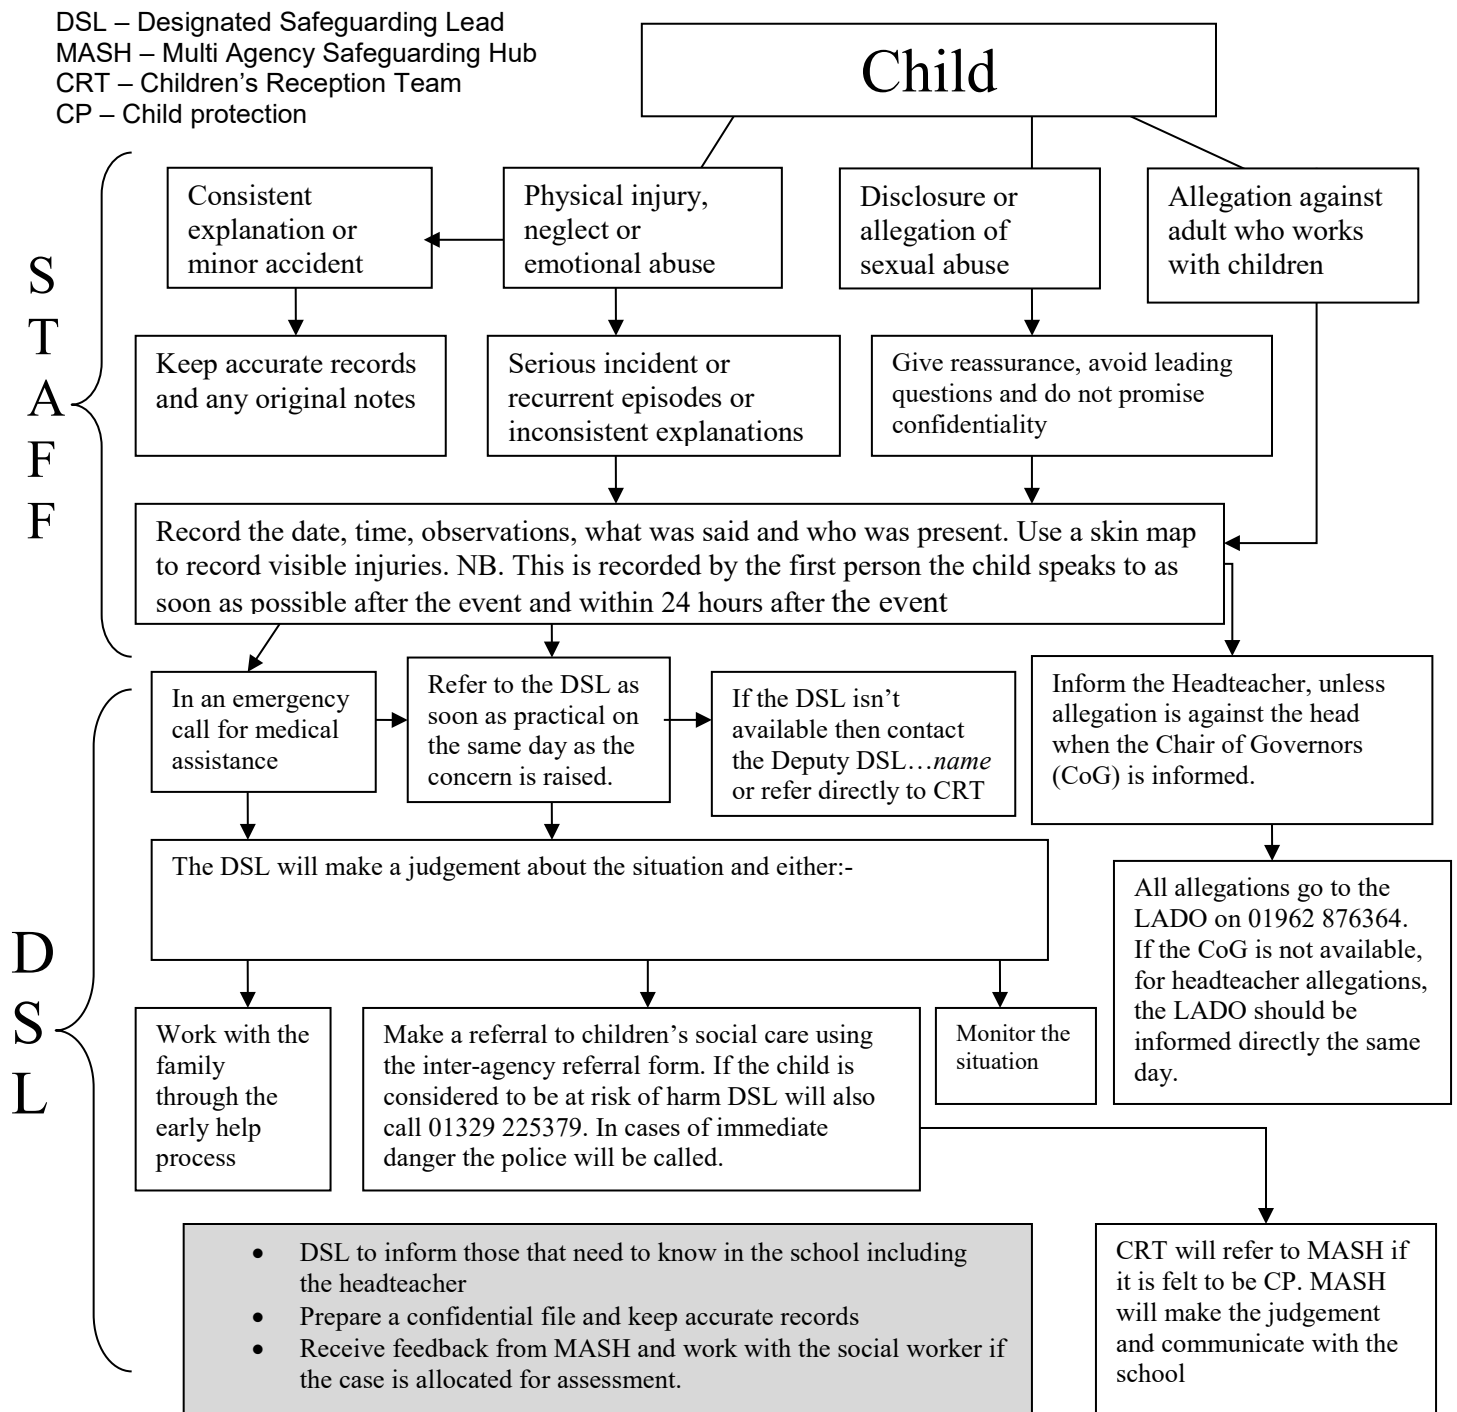 DSL – Designated Safeguarding Lead
MASH – Multi Agency Safeguarding Hub
CRT – Children's Reception Team
CP – Child protection
Child
S
T
A
F
F
Consistent
explanation or
minor accident
Physical injury,
neglect or
emotional abuse
Disclosure or
allegation of
sexual abuse
Allegation against
adult who works
with children
Keep accurate records
and any original notes
Serious incident or
recurrent episodes or
inconsistent explanations
Give reassurance, avoid leading
questions and do not promise
confidentiality
Record the date, time, observations, what was said and who was present. Use a skin map
to record visible injuries. NB. This is recorded by the first person the child speaks to as
soon as possible after the event and within 24 hours after the event
D
S
L
In an emergency
call for medical
assistance
Refer to the DSL as
soon as practical on
the same day as the
concern is raised.
If the DSL isn't
available then contact
the Deputy DSL…name
or refer directly to CRT
Inform the Headteacher, unless
allegation is against the head
when the Chair of Governors
(CoG) is informed.
The DSL will make a judgement about the situation and either:-
All allegations go to the
LADO on 01962 876364.
If the CoG is not available,
for headteacher allegations,
the LADO should be
informed directly the same
day.
Work with the
family
through the
early help
process
Make a referral to children's social care using
the inter-agency referral form. If the child is
considered to be at risk of harm DSL will also
call 01329 225379. In cases of immediate
danger the police will be called.
Monitor the
situation
• DSL to inform those that need to know in the school including
the headteacher
• Prepare a confidential file and keep accurate records
• Receive feedback from MASH and work with the social worker if
the case is allocated for assessment.
CRT will refer to MASH if
it is felt to be CP. MASH
will make the judgement
and communicate with the
school